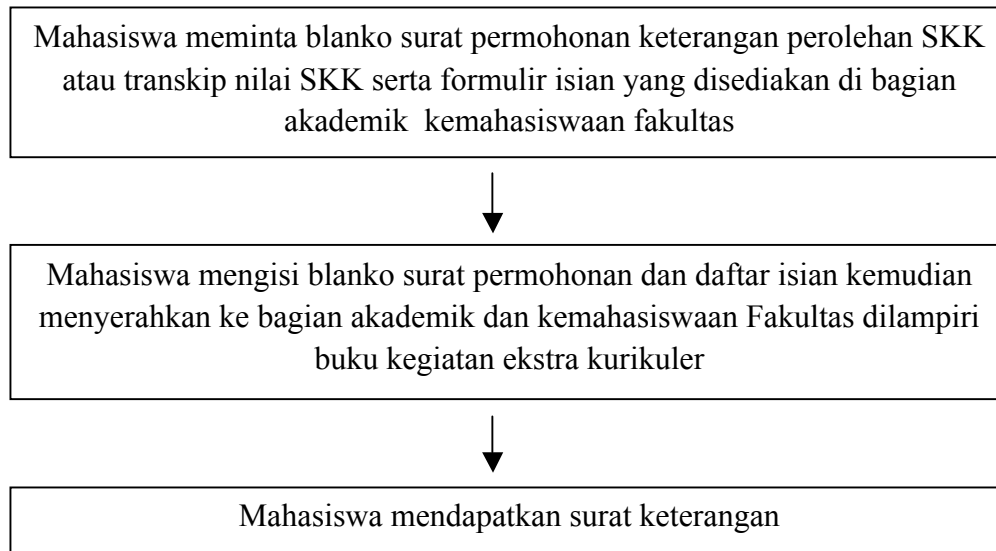 Mahasiswa meminta blanko surat permohonan keterangan perolehan SKK
atau transkip nilai SKK serta formulir isian yang disediakan di bagian
akademik kemahasiswaan fakultas
Mahasiswa mengisi blanko surat permohonan dan daftar isian kemudian
menyerahkan ke bagian akademik dan kemahasiswaan Fakultas dilampiri
buku kegiatan ekstra kurikuler
Mahasiswa mendapatkan surat keterangan